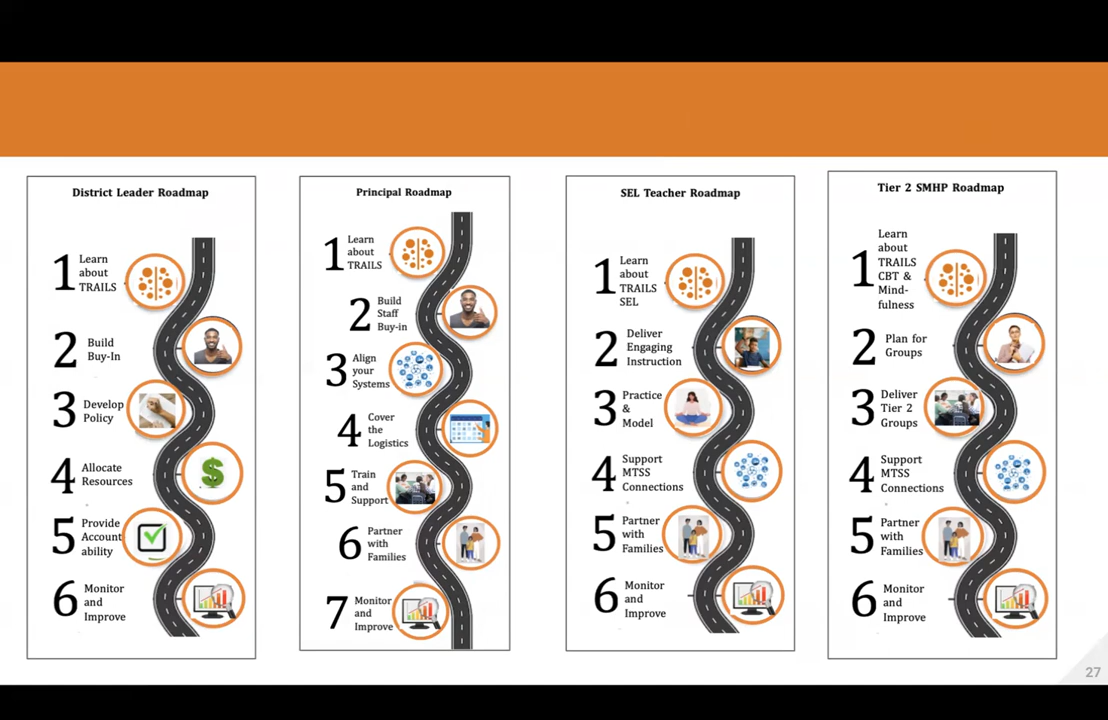 District Leader Roadmap
1
Learn
about
TRAILS
2
Build
Buy-In
3
Develop
Policy
4
Allocate
Resources
5
Provide
Account
ability
6
Monitor
and
Improve
Principal Roadmap
1
Learn
about
TRAILS
2
Build
Staff
Buy-in
3
Align
your
Systems
4
Cover
the
Logistics
5
Train
and
Support
6
Partner
with
Families
7
Monitor
and
Improve
SEL Teacher Roadmap
1
Learn
about
TRAILS
SEL
2
Deliver
Engaging
Instruction
3
Practice
&
Model
4
Support
MTSS
Connections
5
Partner
with
Families
6
Monitor
and
Improve
Tier 2 SMHP Roadmap
1
Learn
about
TRAILS
CBT &
Mind-
fulness
2
Plan for
Groups
3
Deliver
Tier 2
Groups
4
Support
MTSS
Connections
5
Partner
with
Families
6
Monitor
and
Improve
27